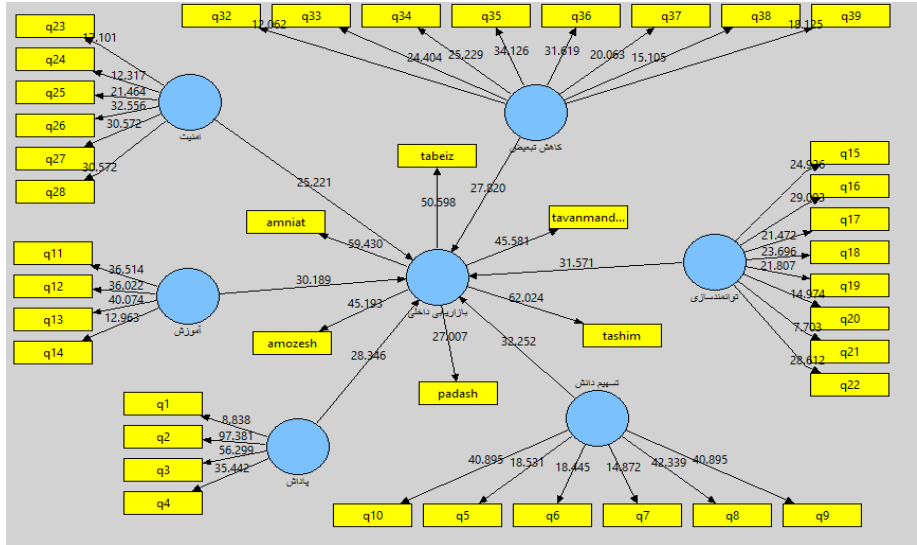 q32
q33
q34
q35
q36
q37
q38
q39
12.062
24.404
25.229
34.126
31.619
20.063
15.105
18.125
کاهش تبعیض
q23
q24
q25
q26
q27
q28
17.101
12.317
21.464
32.556
30.572
30.572
امنیت
25.221
27.820
tabeiz
50.598
amniat
59.430
tavanmand...
45.581
q15
q16
q17
q18
q19
q20
q21
q22
24.936
29.093
21.472
23.696
21.807
14.974
7.703
28.612
توانمندسازی
31.571
q11
q12
q13
q14
36.514
36.022
40.074
12.963
آموزش
30.189
بازاریابی داخلی
62.024
tashim
45.193
amozesh
27.007
padash
28.346
32.252
q1
q2
q3
q4
8.838
97.381
56.299
35.442
پاداش
تسهیم دانش
40.895
18.531
18.445
14.872
42.339
40.895
q10
q5
q6
q7
q8
q9